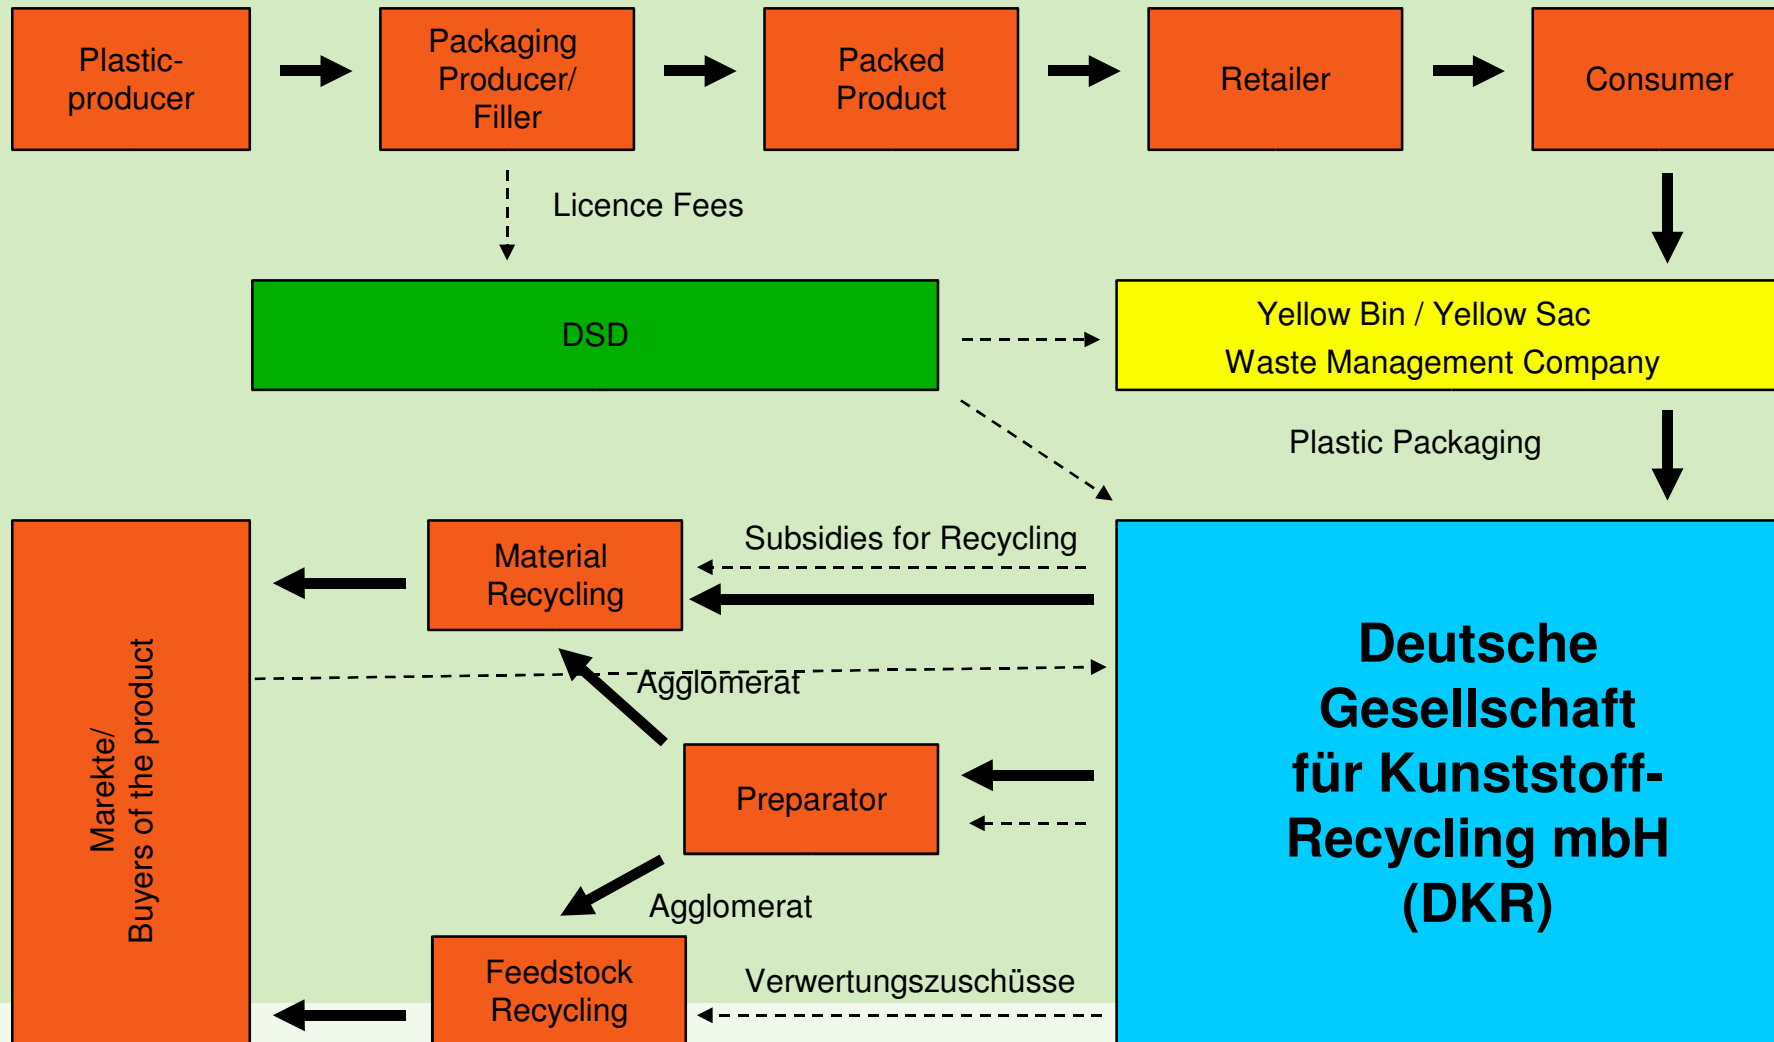 Plastic-
producer
Packaging
Producer/
Filler
Packed
Product
Retailer
Consumer
Licence Fees
DSD
Yellow Bin / Yellow Sac
Waste Management Company
Plastic Packaging
Marekte/
Buyers of the product
Material
Recycling
Subsidies for Recycling
Agglomerat
Preparator
Agglomerat
Feedstock
Recycling
Verwertungszuschüsse
Deutsche
Gesellschaft
für Kunststoff-
Recycling mbH
(DKR)